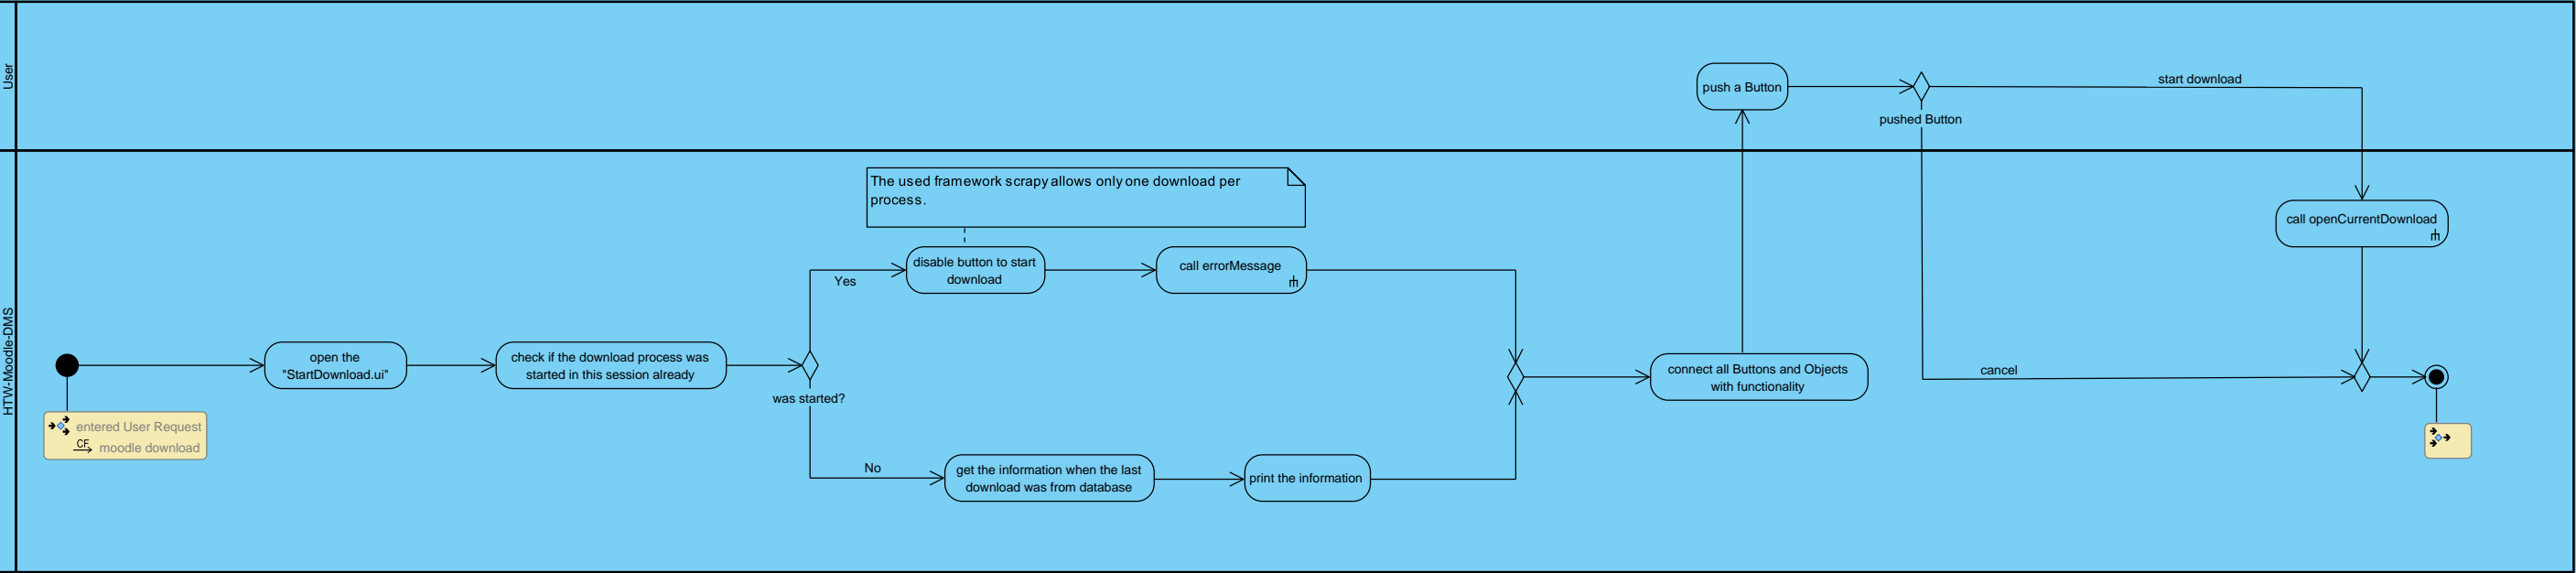 User
push a Button
pushed Button
start download
HTW-Moodle-DMS
The used framework scrapy allows only one download per
process.
call openCurrentDownload
disable button to start
download
call errorMessage
Yes
open the
"StartDownload.ui"
check if the download process was
started in this session already
was started?
connect all Buttons and Objects
with functionality
cancel
entered User Request
CF
moodle download
No
get the information when the last
download was from database
print the information